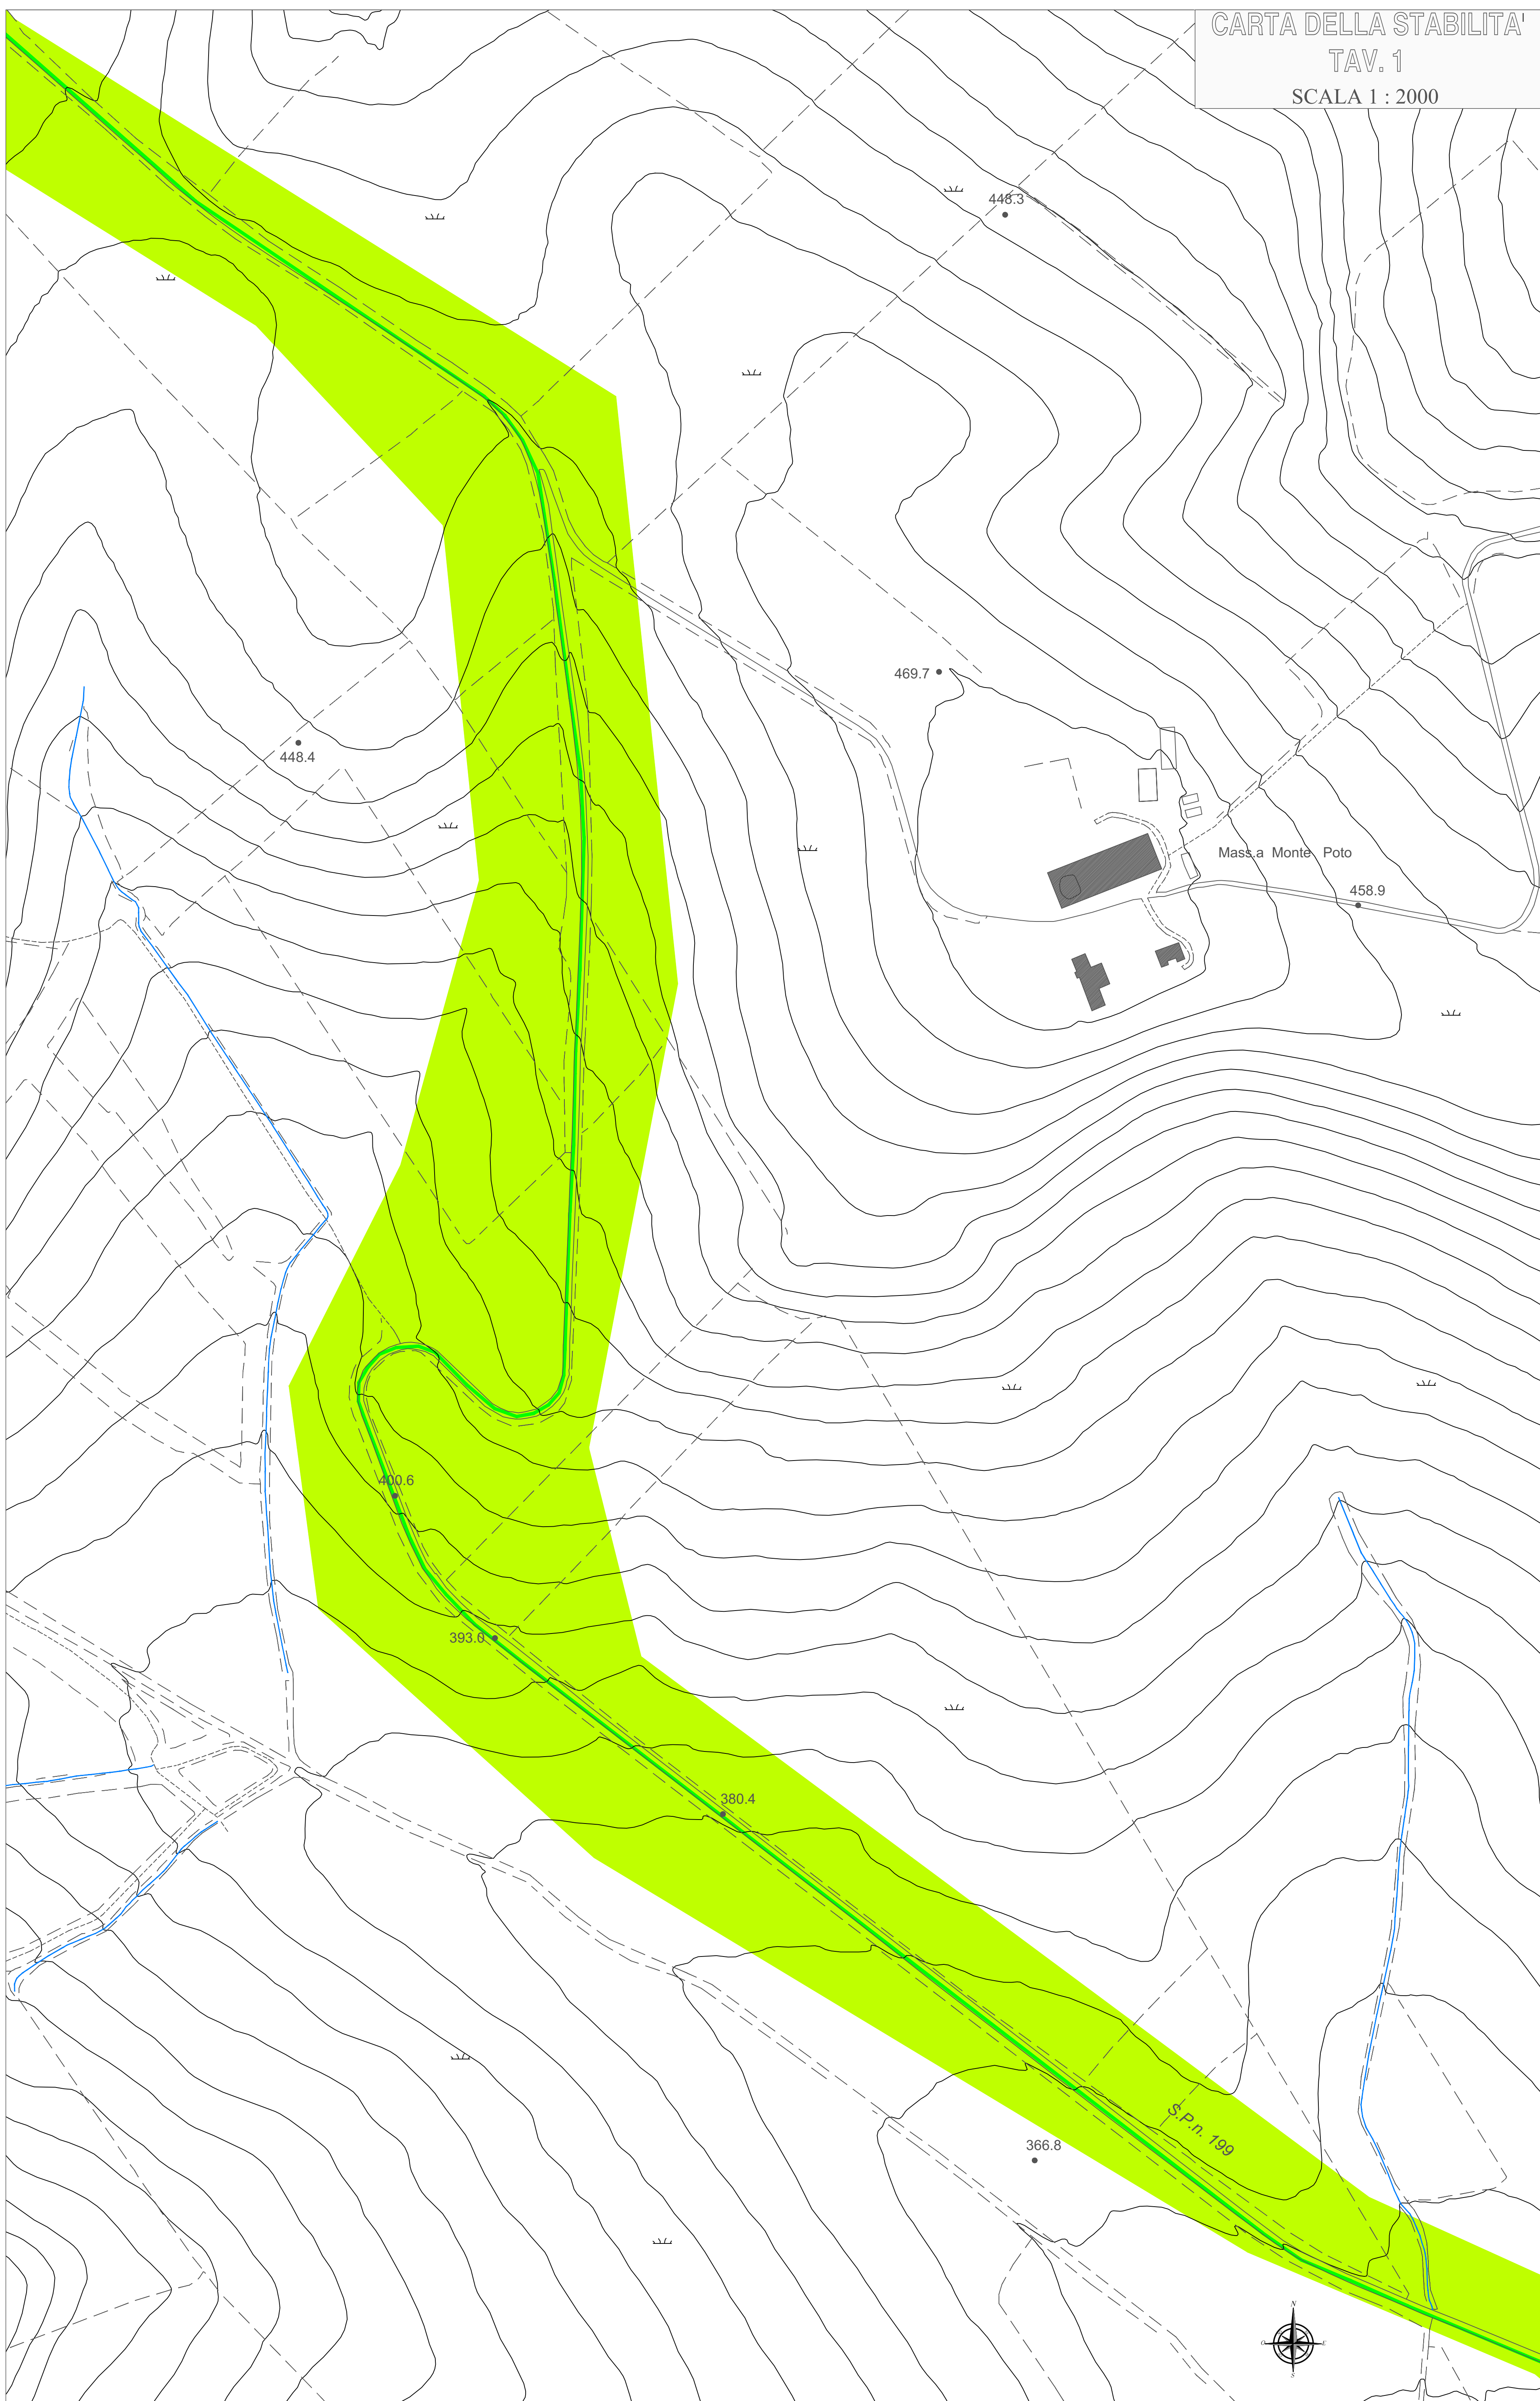 CARTA DELLA STABILITA'
TAV. 1
SCALA 1 : 2000
448.3
469.7
448.4
Mass.a Monte Poto
458.9
400.6
393.0
380.4
S.P.n. 199
366.8
N
O
E
S